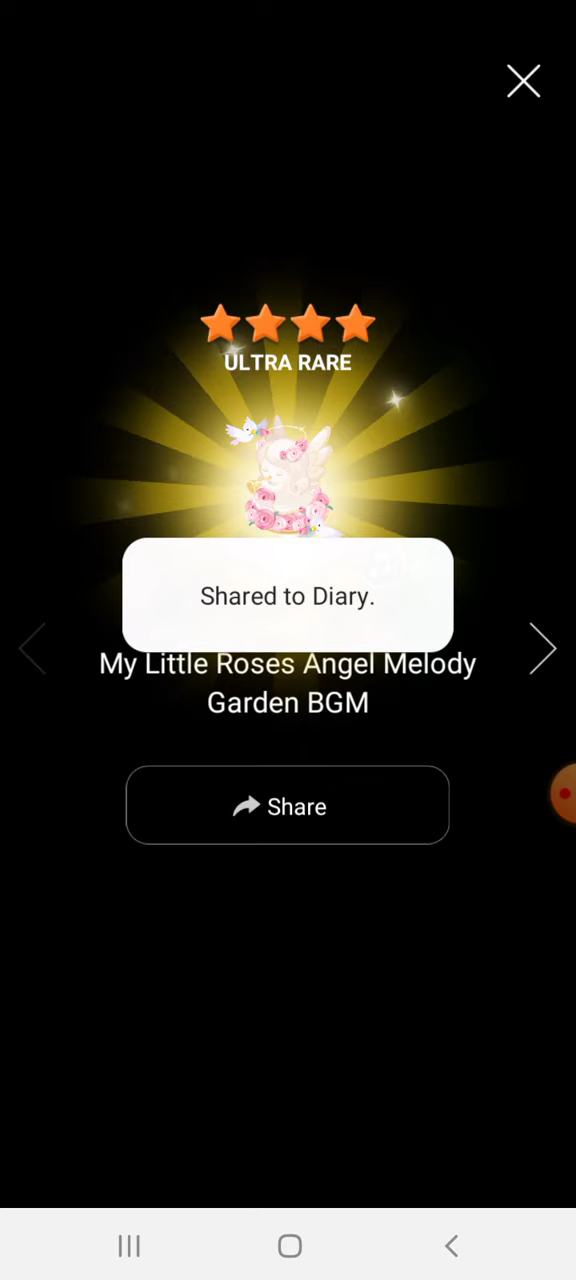 ULTRA RARE
Shared to Diary.
My Little Roses Angel Melody
Garden BGM
Share